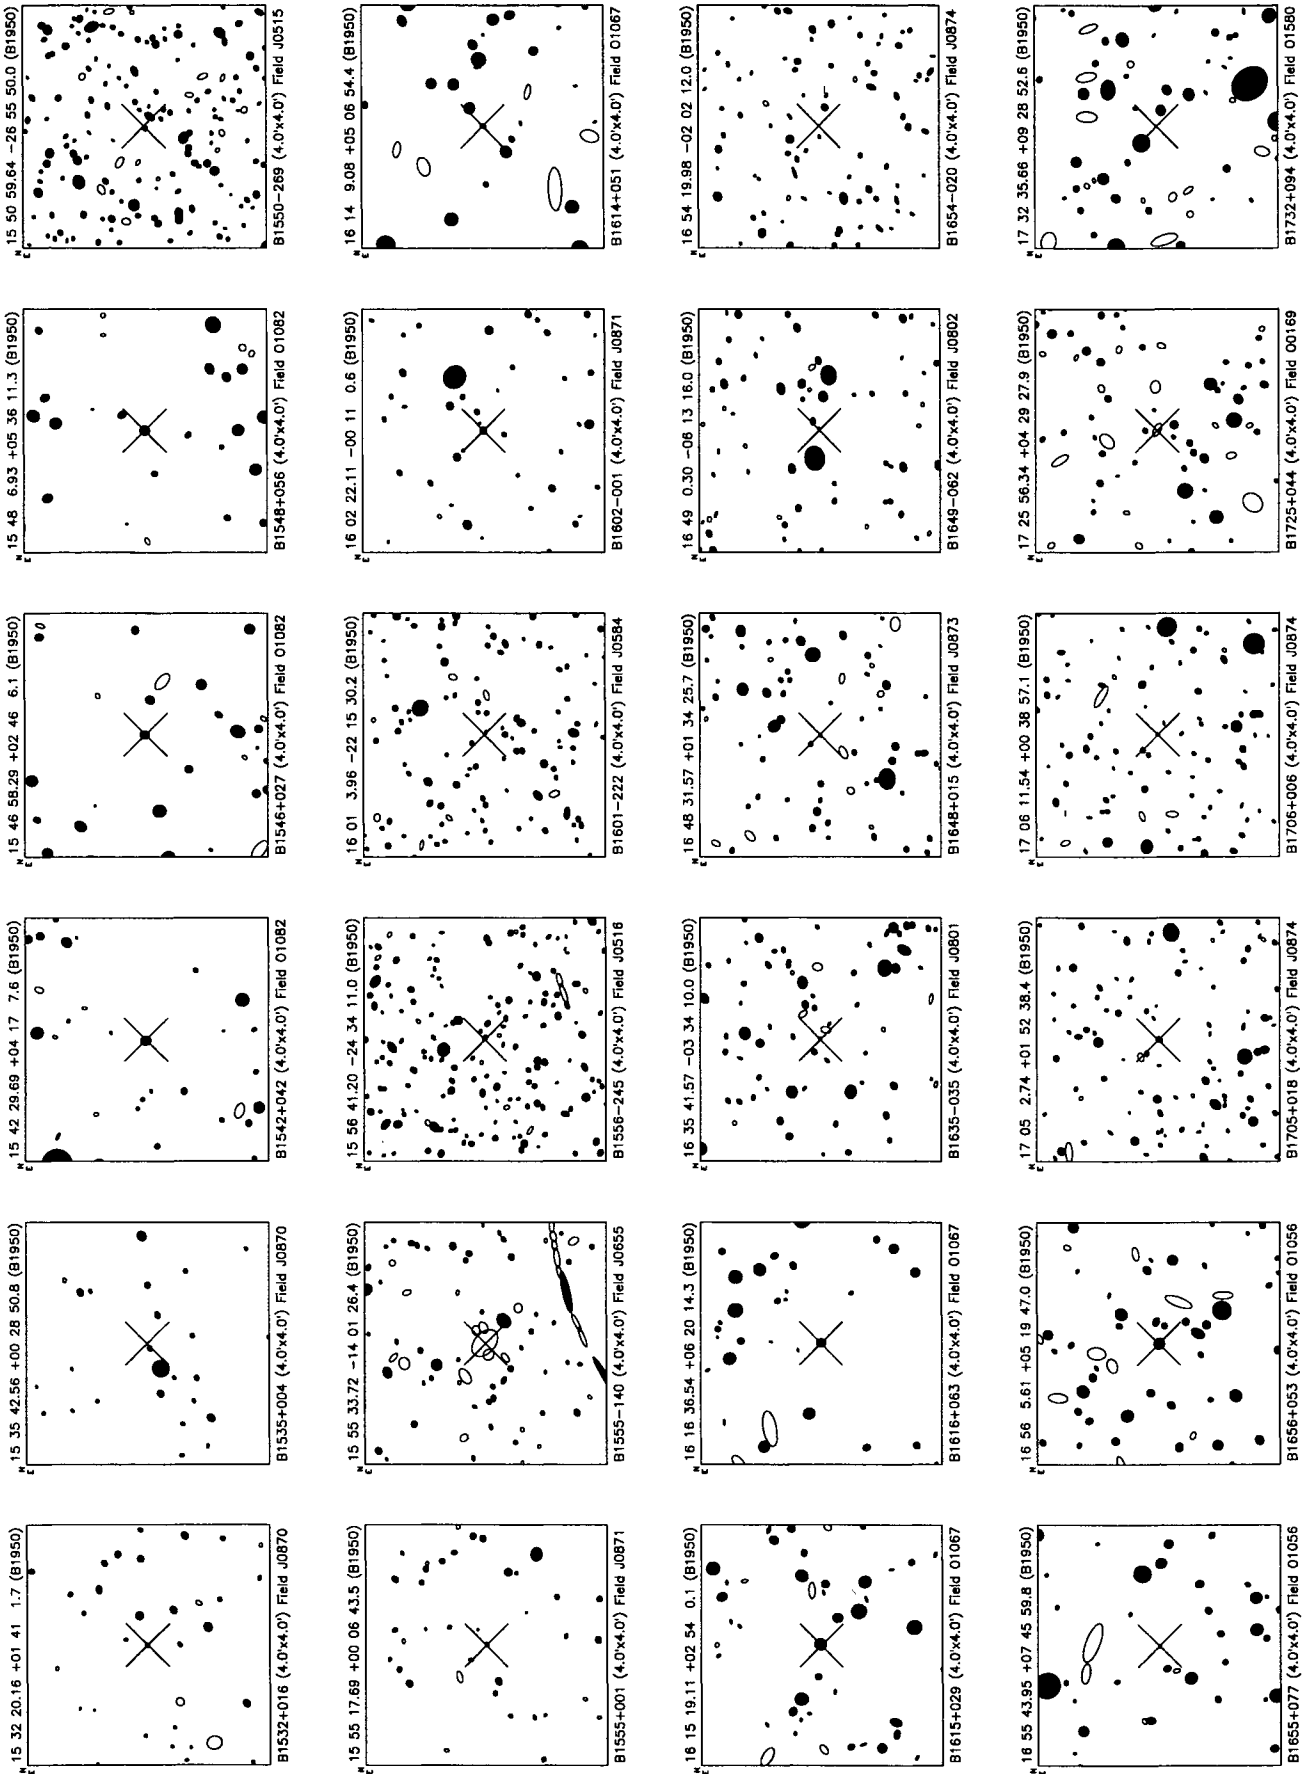 15 32 20.16 +01 41 1.7 (B1950)
N
E
B1532+016 (4.0'x4.0') Field J0870
15 35 42.56 +00 28 50.8 (B1950)
N
E
B1535+004 (4.0'x4.0') Field J0870
15 42 29.69 +04 17 7.6 (B1950)
N
E
B1542+042 (4.0'x4.0') Field O1082
15 46 58.29 +02 46 6.1 (B1950)
N
E
B1546+027 (4.0'x4.0') Field O1082
15 48 6.93 +05 36 11.3 (B1950)
N
E
B1548+056 (4.0'x4.0') Field O1082
15 50 59.64 -26 55 50.0 (B1950)
N
E
B1550-269 (4.0'x4.0') Field J0515
15 55 17.69 +00 06 43.5 (B1950)
N
E
B1555+001 (4.0'x4.0') Field J0871
15 55 33.72 -14 01 26.4 (B1950)
N
E
B1555-140 (4.0'x4.0') Field J0655
15 56 41.20 -24 34 11.0 (B1950)
N
E
B1556-245 (4.0'x4.0') Field J0516
16 01 3.96 -22 15 30.2 (B1950)
N
E
B1601-222 (4.0'x4.0') Field J0584
16 02 22.11 -00 11 0.6 (B1950)
N
E
B1602-001 (4.0'x4.0') Field J0871
16 14 9.08 +05 06 54.4 (B1950)
N
E
B1614+051 (4.0'x4.0') Field O1067
16 15 19.11 +02 54 0.1 (B1950)
N
E
B1615+029 (4.0'x4.0') Field O1067
16 16 36.54 +06 20 14.3 (B1950)
N
E
B1616+063 (4.0'x4.0') Field O1067
16 35 41.57 -03 34 10.0 (B1950)
N
E
B1635-035 (4.0'x4.0') Field J0801
16 48 31.57 +01 34 25.7 (B1950)
N
E
B1648+015 (4.0'x4.0') Field J0873
16 49 0.30 -06 13 16.0 (B1950)
N
E
B1649-062 (4.0'x4.0') Field J0802
16 54 19.98 -02 02 12.0 (B1950)
N
E
B1654-020 (4.0'x4.0') Field J0874
16 55 43.95 +07 45 59.8 (B1950)
N
E
B1655+077 (4.0'x4.0') Field O1056
16 56 5.61 +05 19 47.0 (B1950)
N
E
B1656+053 (4.0'x4.0') Field O1056
17 05 2.74 +01 52 38.4 (B1950)
N
E
B1705+018 (4.0'x4.0') Field J0874
17 06 11.54 +00 38 57.1 (B1950)
N
E
B1706+006 (4.0'x4.0') Field J0874
17 25 56.34 +04 29 27.9 (B1950)
N
E
B1725+044 (4.0'x4.0') Field O0169
17 32 35.66 +09 28 52.6 (B1950)
N
E
B1732+094 (4.0'x4.0') Field O1580